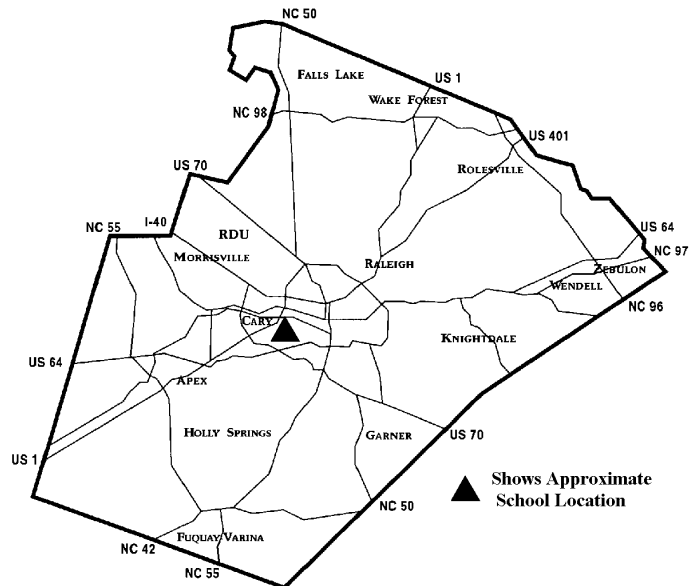 NC 50
FALLS LAKE
US 1
WAKE FOREST
NC 98
US 401
US 70
ROLESVILLE
NC 55
I-40
RDU
US 64
MORRISVILLE
RALEIGH
NC 97
ZEBULON
WENDELL
NC 96
CARY
KNIGHTDALE
US 64
APEX
HOLLY SPRINGS
GARNER
US 70
US 1
Shows Approximate
School Location
NC 50
FUQUAY VARINA
NC 42
NC 55